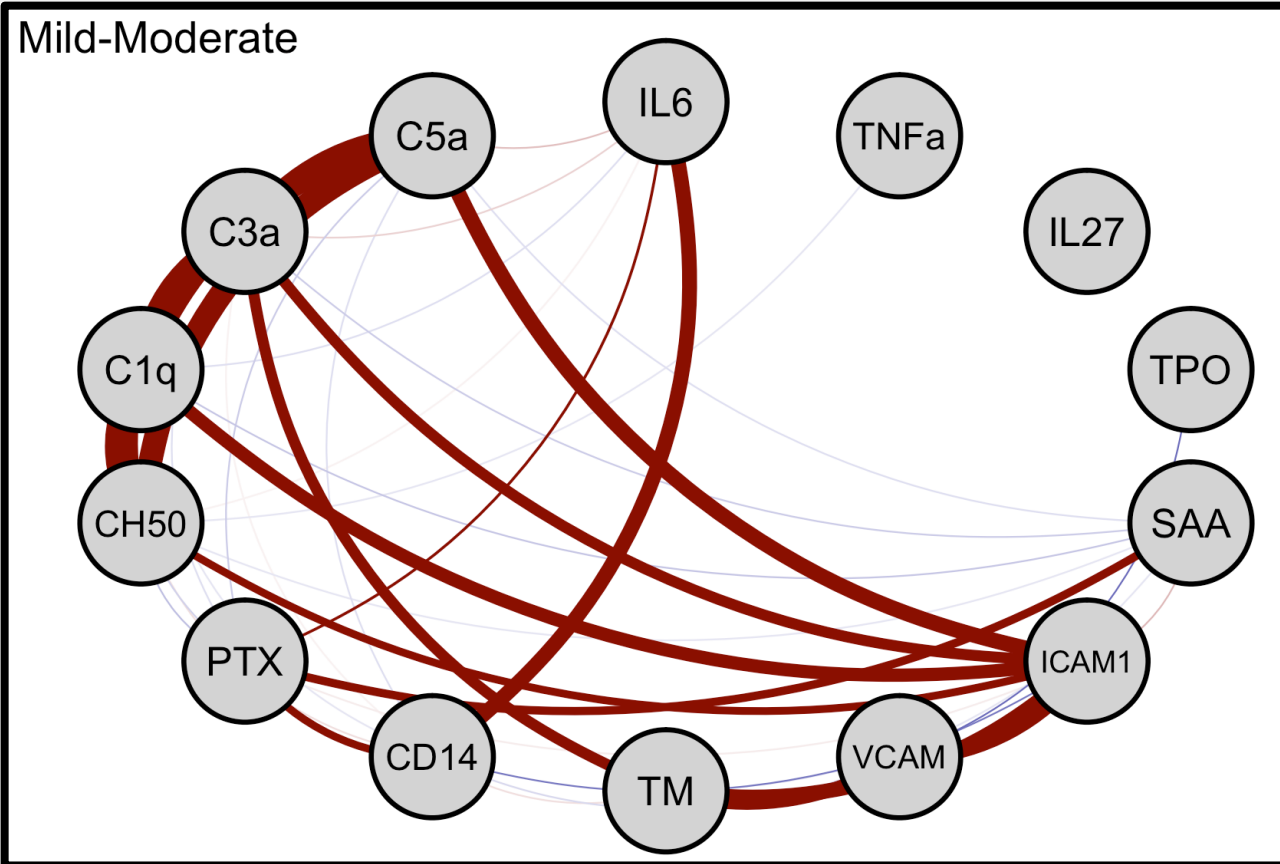 Mild-Moderate
IL6
C5a
TNFa
C3a
IL27
C1q
TPO
CH50
SAA
PTX
ICAM1
CD14
VCAM
TM